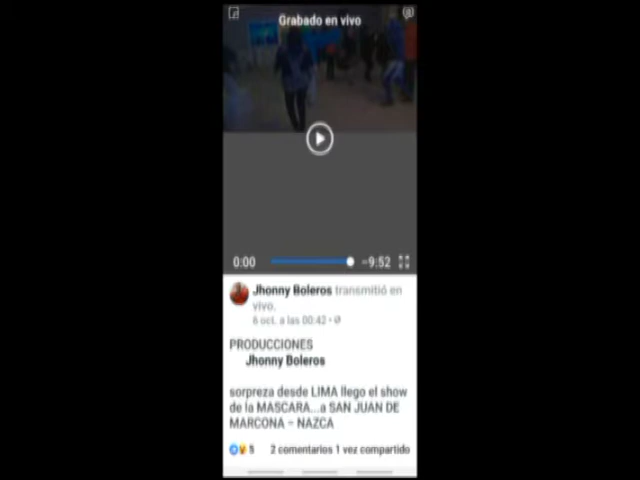 Grabado en vivo
0:00 -9:52
Jhonny Boleros transmitió en
vivo.
6 oct. a las 00:42 •
PRODUCCIONES
Jhonny Boleros
sorpreza desde LIMA llego el show
de la MASCARA...a SAN JUAN DE
MARCONA - NAZCA
5 2 comentarios 1 vez compartido